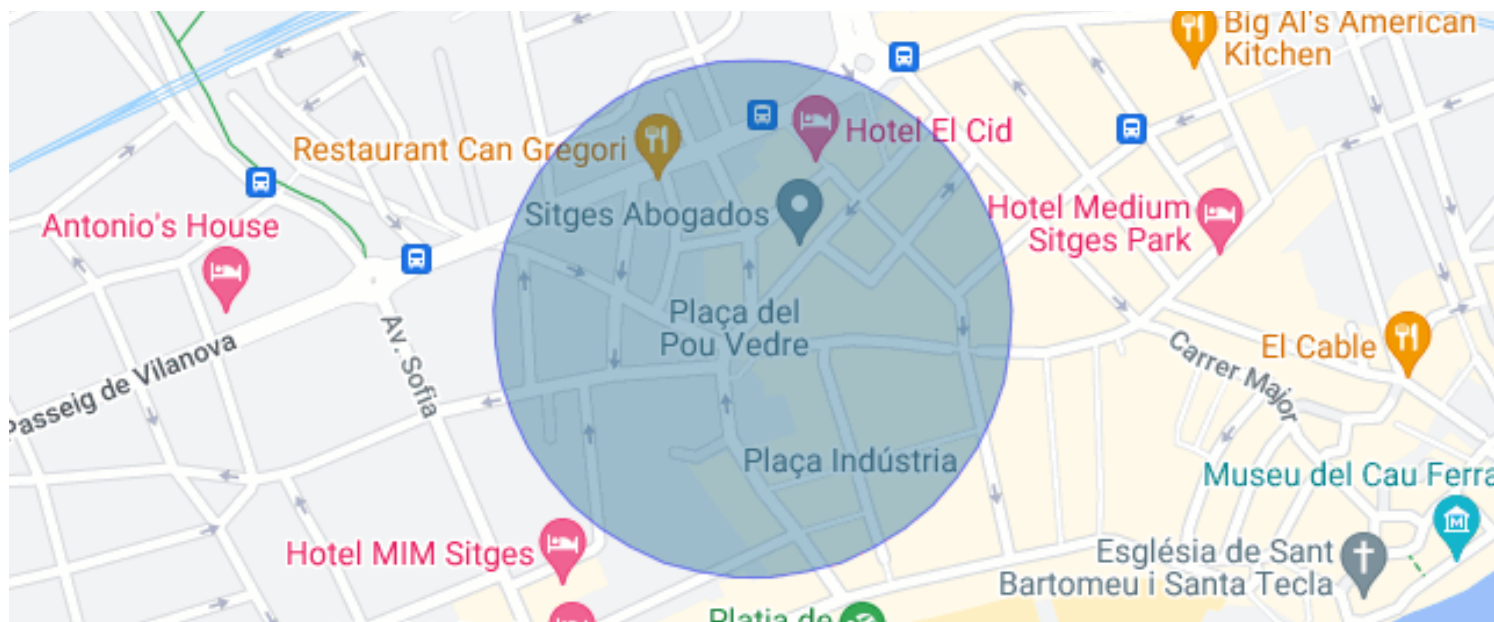 Big Al's American
Kitchen
Restaurant Can Gregori
Hotel El Cid
Sitges Abogados
Antonio's House
Hotel Medium
Sitges Park
Plaça del
Pou Vedre
Passeig de Vilanova
Av. Sofia
El Cable
Carrer Major
Plaça Indústria
Museu del Cau Ferra
Hotel MIM Sitges
Església de Sant
Bartomeu i Santa Tecla
M
Platja de